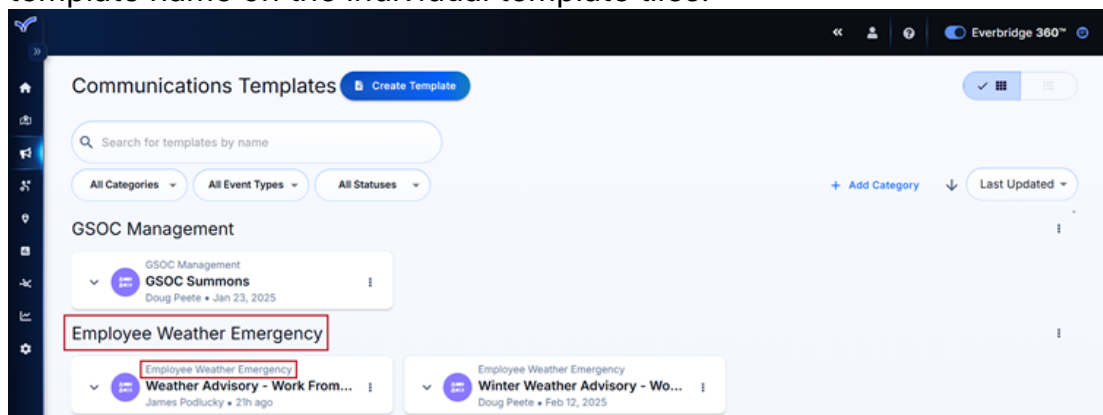 template name on the individual template tiles.
Everbridge 360™
Communications Templates
Create Template
Search for templates by name
All Categories
All Event Types
All Statuses
+ Add Category
Last Updated
GSOC Management
GSOC Management
GSOC Summons
Doug Peete • Jan 23, 2025
Employee Weather Emergency
Employee Weather Emergency
Weather Advisory - Work From...
James Podlucky • 21h ago
Employee Weather Emergency
Winter Weather Advisory - Wo...
Doug Peete • Feb 12, 2025